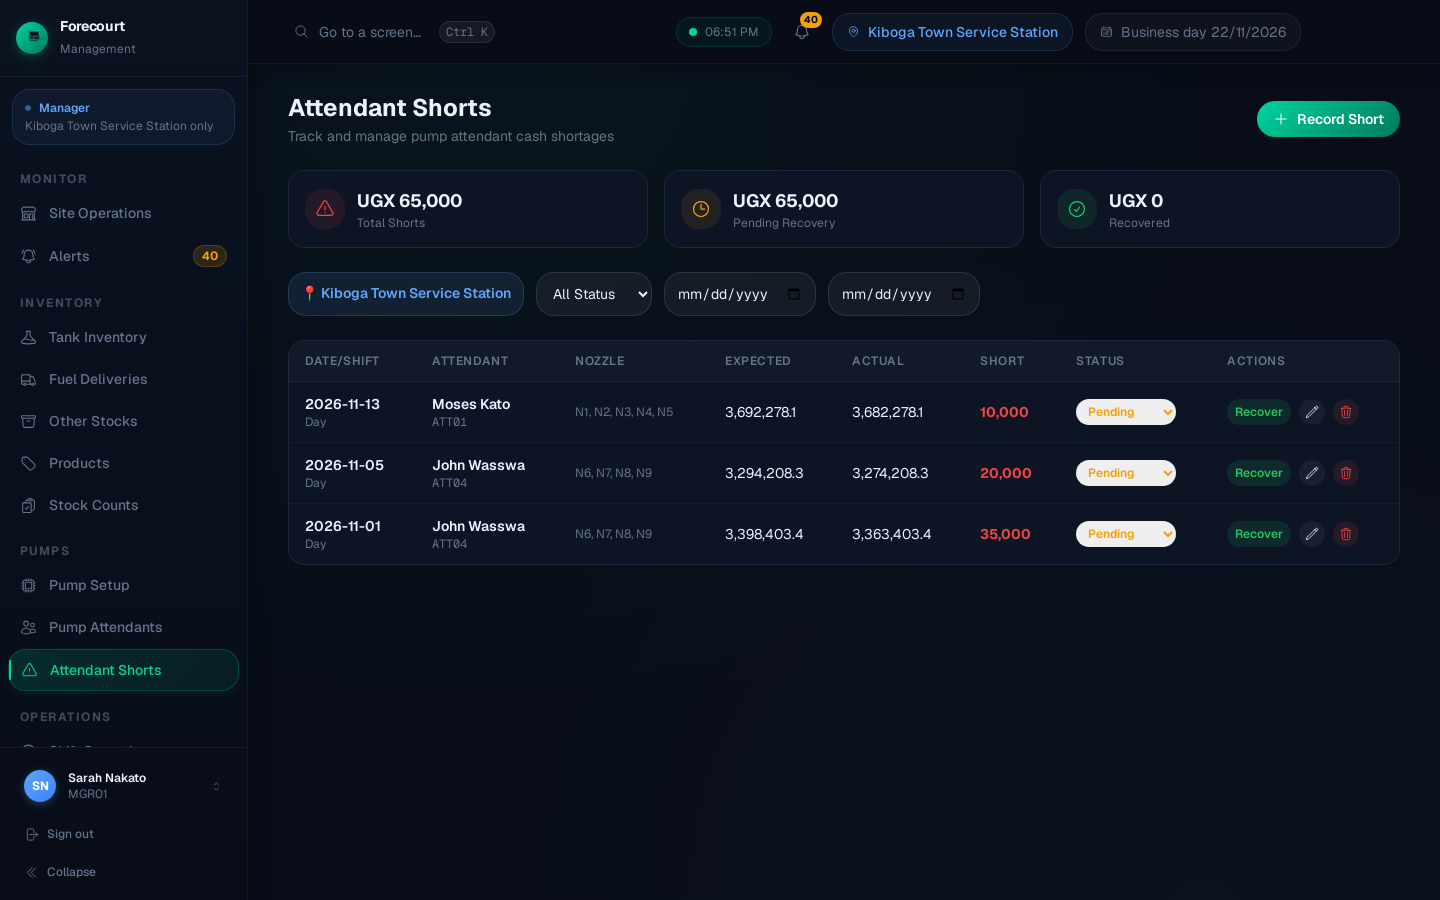 Forecourt
Management
Manager
Kiboga Town Service Station only
MONITOR
Site Operations
Alerts
40
INVENTORY
Tank Inventory
Fuel Deliveries
Other Stocks
Products
Stock Counts
PUMPS
Pump Setup
Pump Attendants
Attendant Shorts
OPERATIONS
SN
Sarah Nakato
MGR01
Sign out
Collapse
Go to a screen...
Ctrl K
06:51 PM
40
Kiboga Town Service Station
Business day 22/11/2026
Attendant Shorts
Track and manage pump attendant cash shortages
Record Short
UGX 65,000
Total Shorts
UGX 65,000
Pending Recovery
UGX 0
Recovered
Kiboga Town Service Station
All Status
mm/dd/yyyy
mm/dd/yyyy
DATE/SHIFT ATTENDANT NOZZLE EXPECTED ACTUAL SHORT STATUS ACTIONS
2026-11-13 Moses Kato N1, N2, N3, N4, N5 3,692,278.1 3,682,278.1 10,000 Pending Recover
Day ATT01
2026-11-05 John Wasswa N6, N7, N8, N9 3,294,208.3 3,274,208.3 20,000 Pending Recover
Day ATT04
2026-11-01 John Wasswa N6, N7, N8, N9 3,398,403.4 3,363,403.4 35,000 Pending Recover
Day ATT04